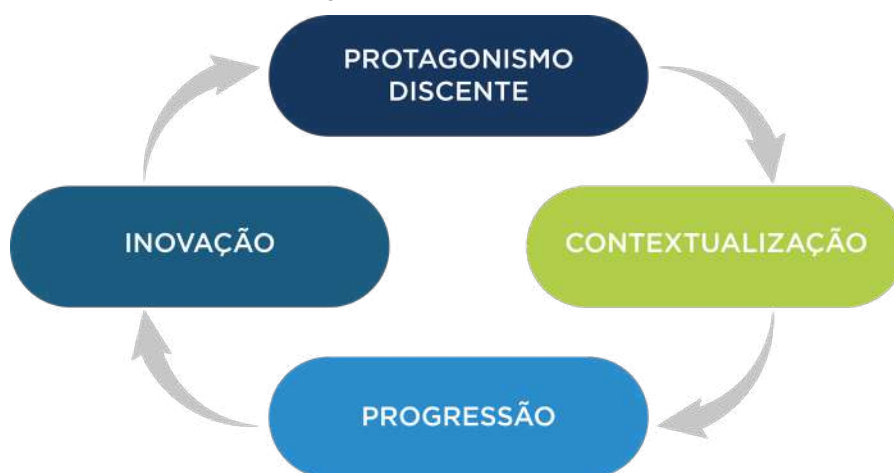 PROTAGONISMO
DISCENTE
INOVAÇÃO
CONTEXTUALIZAÇÃO
PROGRESSÃO